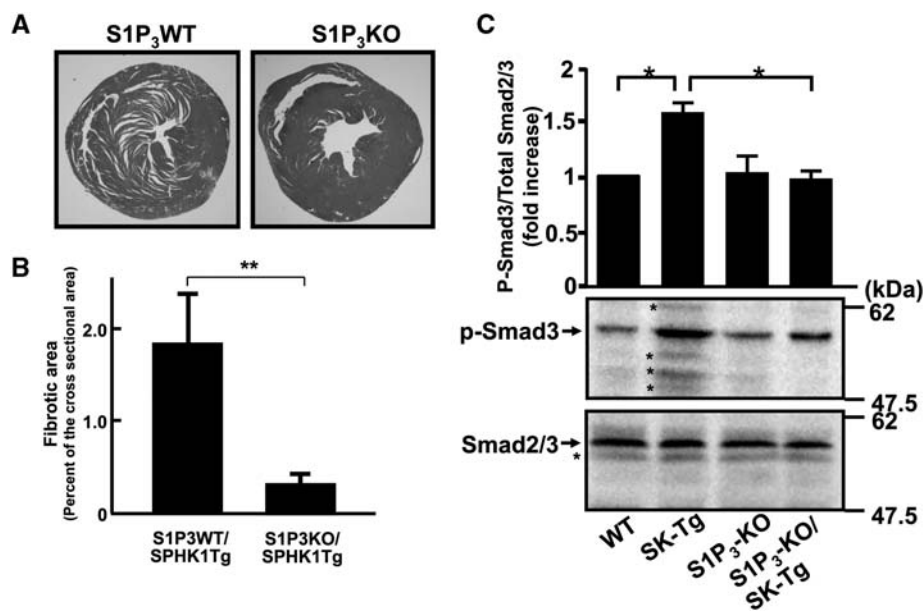 A
S1P₃WT
S1P₃KO
B
**
Fibrotic area
(Percent of the cross sectional area)
2.0
1.0
0
S1P3WT/
SPHK1Tg
S1P3KO/
SPHK1Tg
C
P-Smad3/Total Smad2/3
(fold increase)
2
1.5
1
0.5
0
*
*
(kDa)
p-Smad3
62
*
*
*
*
47.5
Smad2/3
62
*
47.5
WT
SK-Tg
S1P₃-KO
S1P₃-KO/
SK-Tg